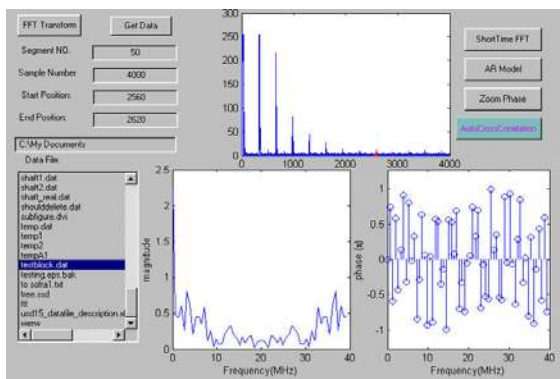 FFT Transform
Get Data
Segment NO.
50
Sample Number
4000
Start Position:
2560
End Position:
2620
C:\My Documents
Data File:
shaft1.dat
shaft2.dat
shaft_real.dat
shoulddelete.dat
subfigure.dvi
temp.dat
temp1
temp2
tempA1
testblock.dat
testing.eps.bak
to sofra1.txt
tree.ssd
ttt
usd15_datafile_description.xl
wenw
300
250
200
150
100
50
0
0
1000
2000
3000
4000
ShortTime FFT
AR Model
Zoom Phase
AutoCrossCorrelation
2.5
2
1.5
1
0.5
0
magnitude
0
10
20
30
40
Frequency(MHz)
1
0.5
0.0
-0.5
-1
0
10
20
30
40
Frequency(MHz)